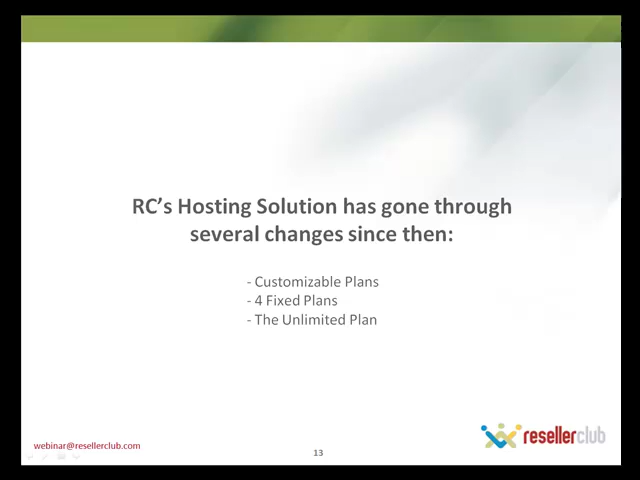 RC’s Hosting Solution has gone through
several changes since then:
- Customizable Plans
- 4 Fixed Plans
- The Unlimited Plan
webinar@resellerclub.com
13
resellerclub